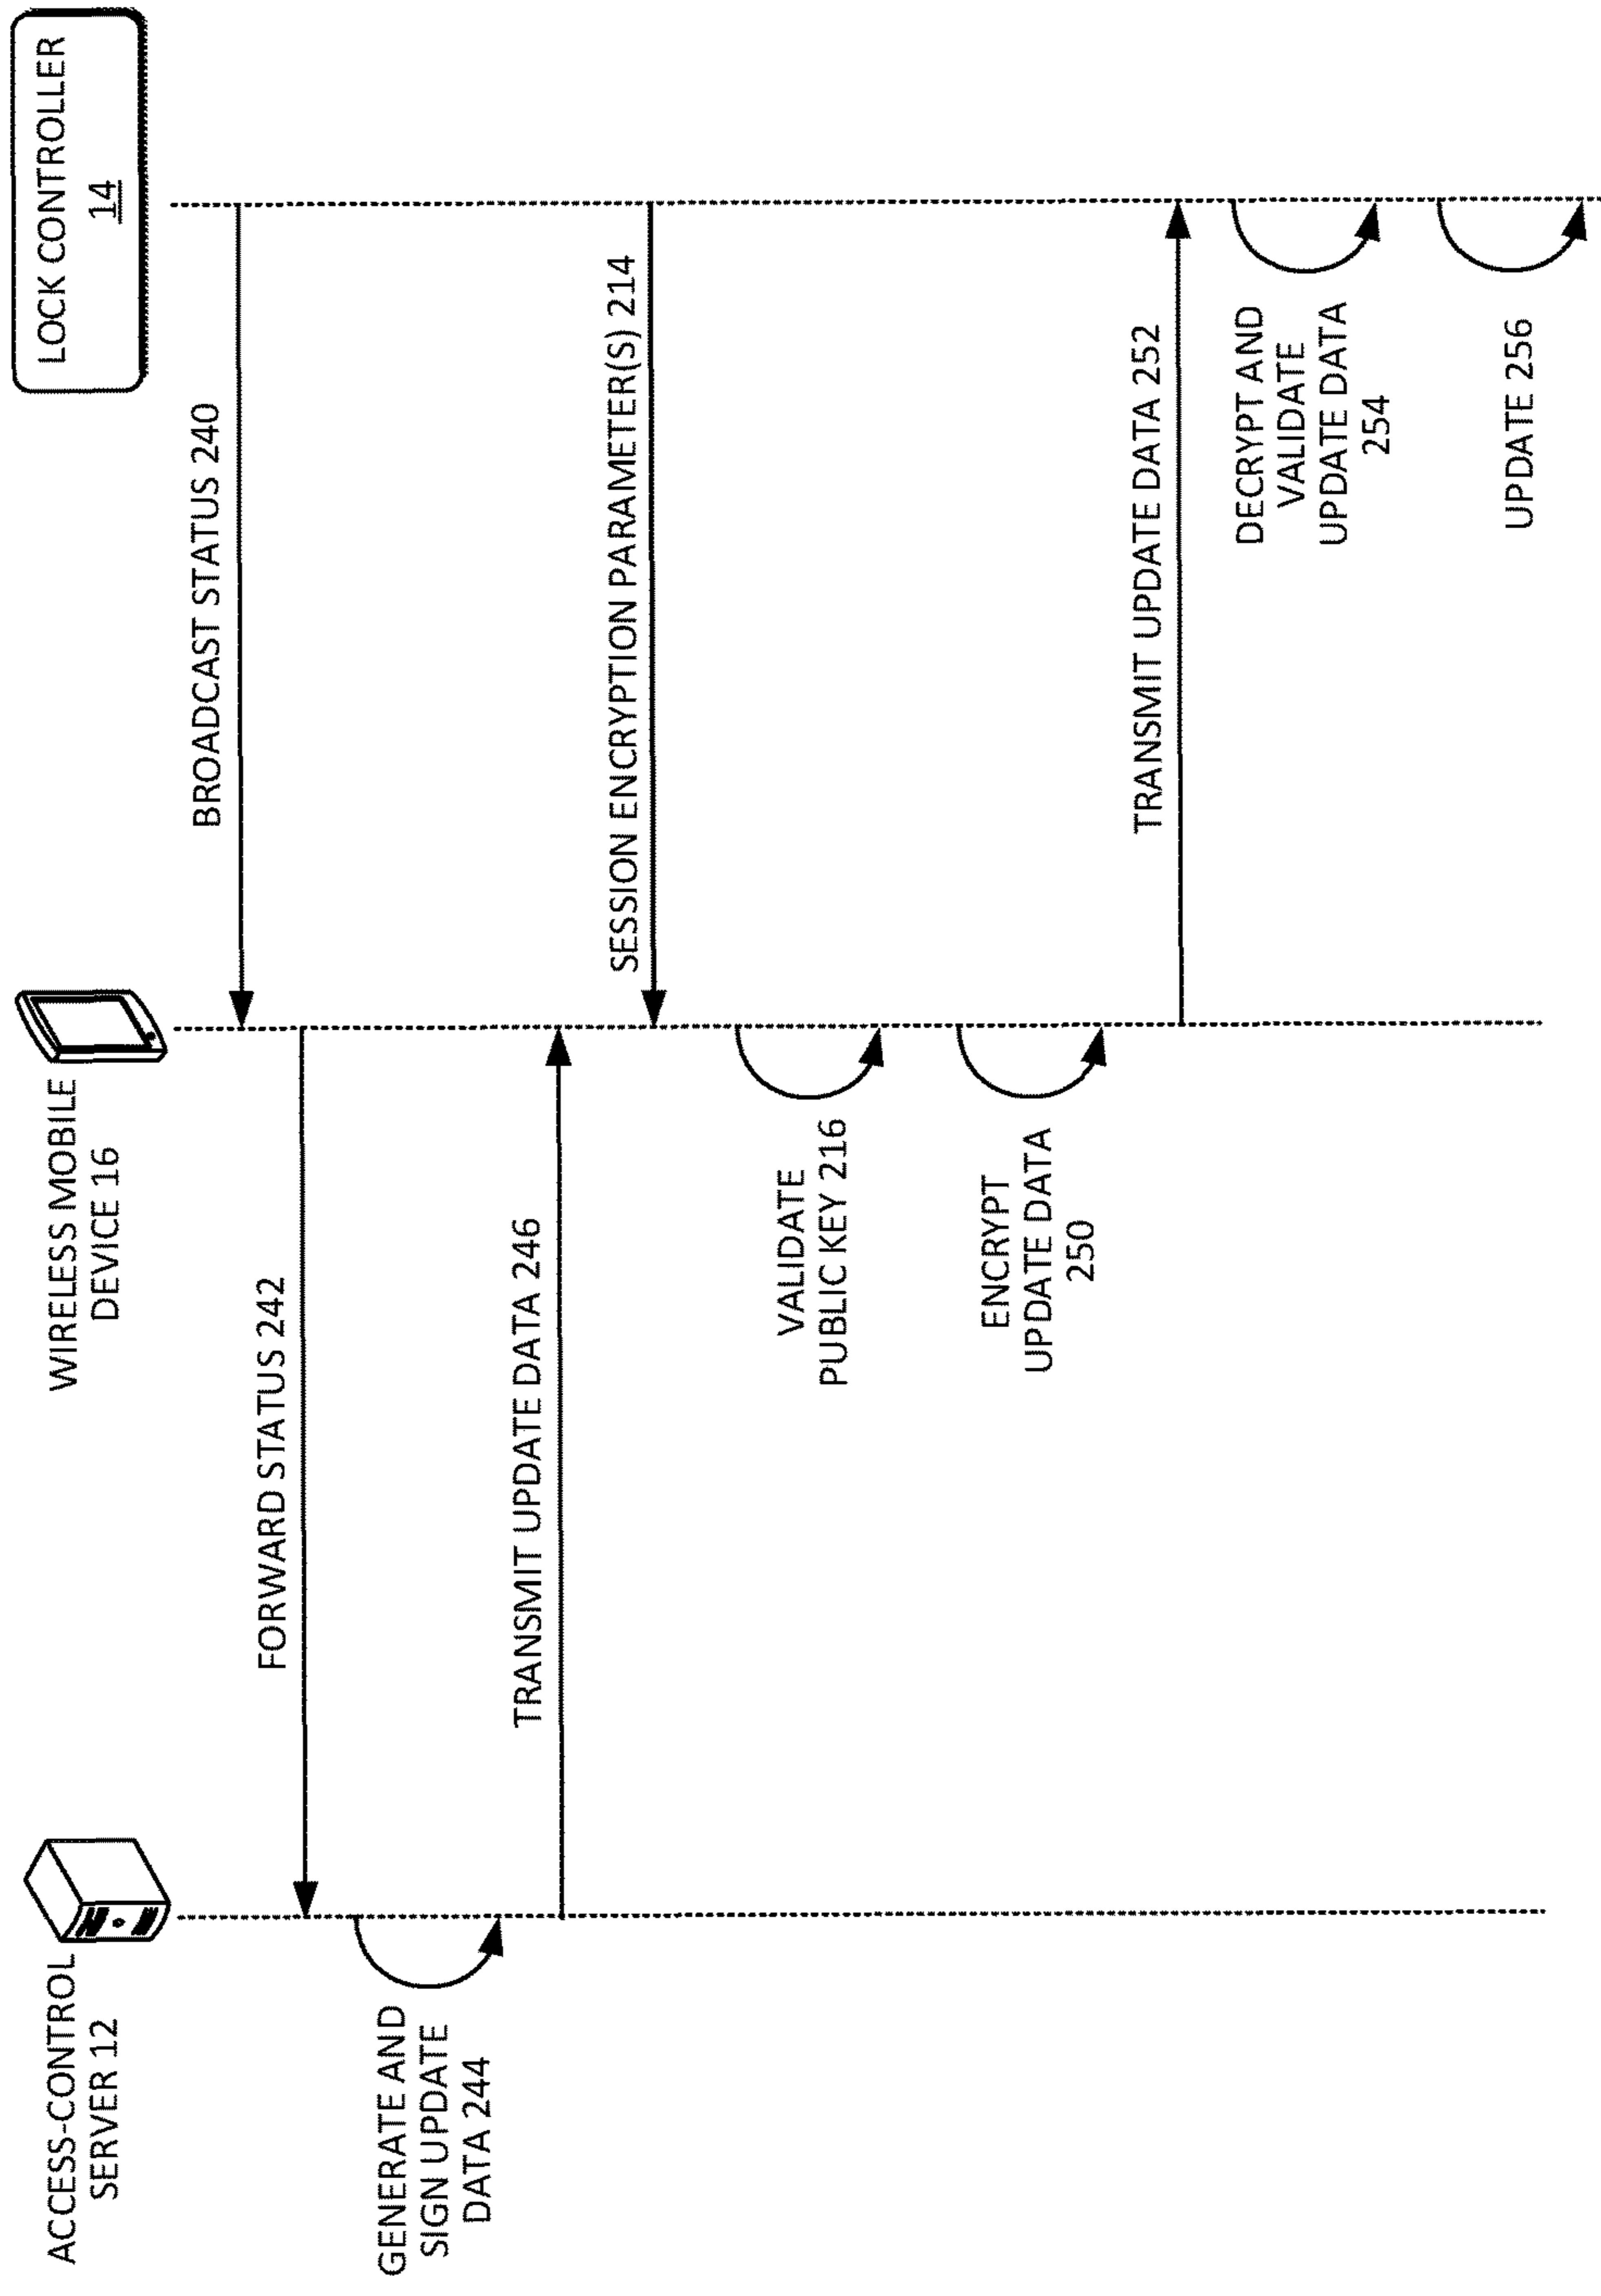 ACCESS-CONTROL
SERVER 12
WIRELESS MOBILE
DEVICE 16
LOCK CONTROLLER
14
BROADCAST STATUS 240
FORWARD STATUS 242
GENERATE AND
SIGN UPDATE
DATA 244
TRANSMIT UPDATE DATA 246
SESSION ENCRYPTION PARAMETER(S) 214
VALIDATE
PUBLIC KEY 216
ENCRYPT
UPDATE DATA
250
TRANSMIT UPDATE DATA 252
DECRYPT AND
VALIDATE
UPDATE DATA
254
UPDATE 256